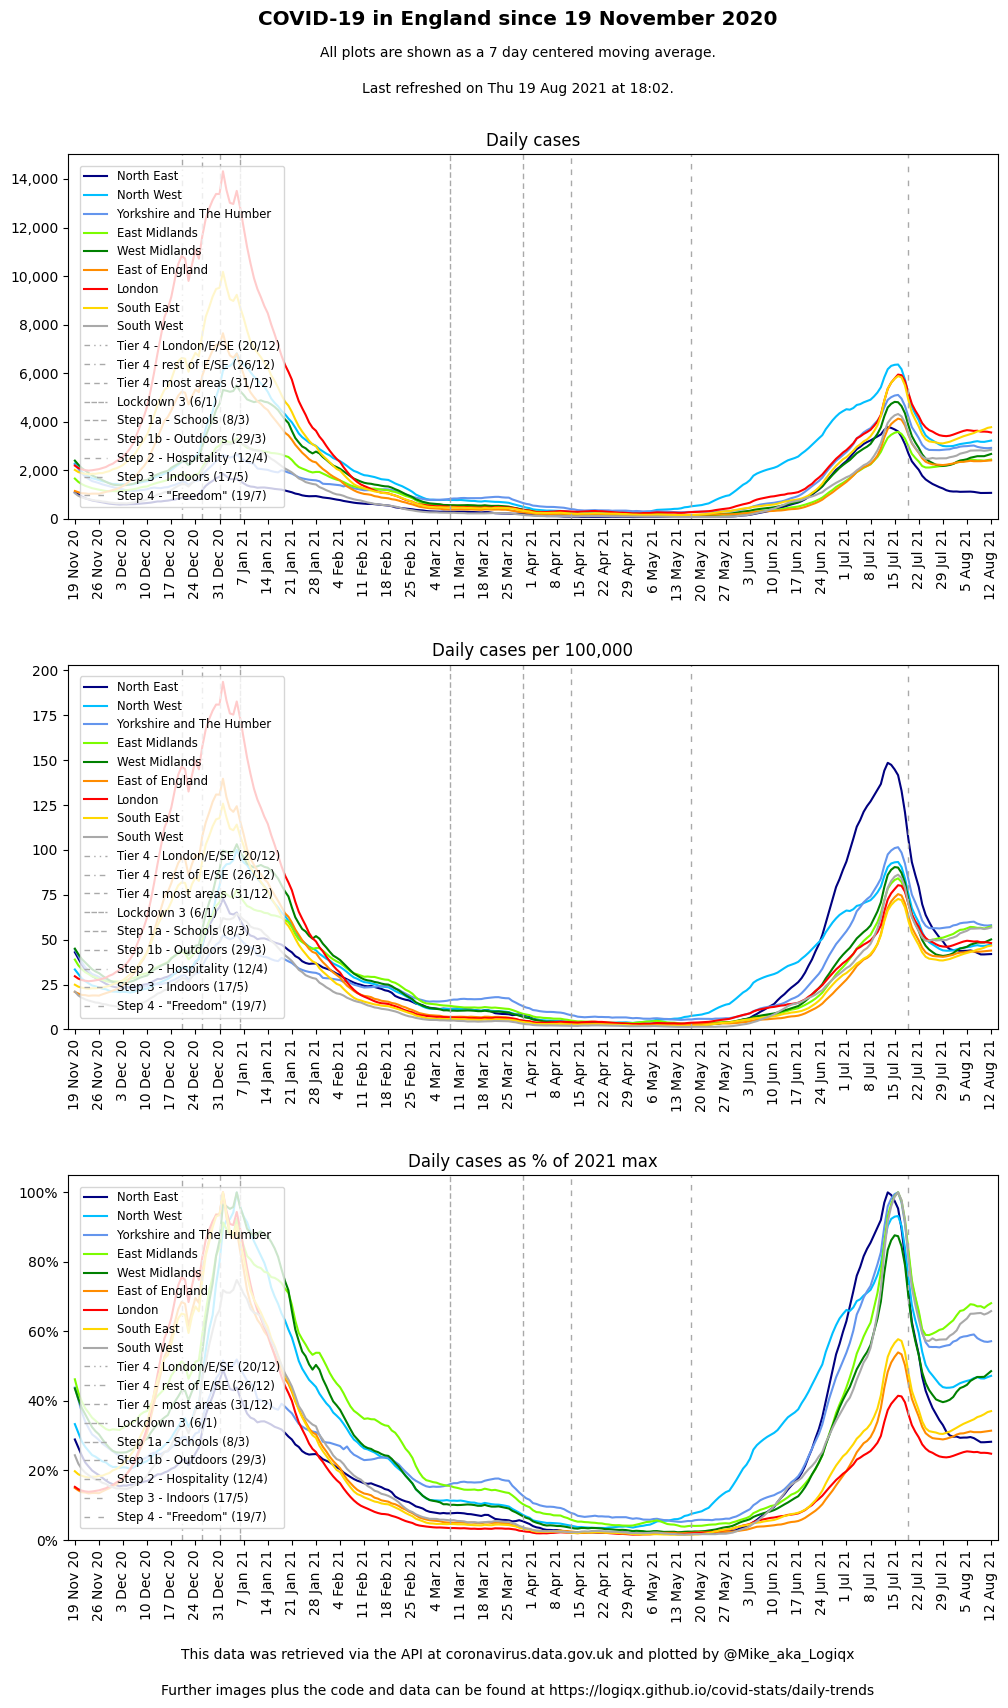 COVID-19 in England since 19 November 2020
All plots are shown as a 7 day centered moving average.
Last refreshed on Thu 19 Aug 2021 at 18:02.
Daily cases
14,000
12,000
10,000
8,000
6,000
4,000
2,000
0
North East
North West
Yorkshire and The Humber
East Midlands
West Midlands
East of England
London
South East
South West
Tier 4 - London/E/SE (20/12)
Tier 4 - rest of E/SE (26/12)
Tier 4 - most areas (31/12)
Lockdown 3 (6/1)
Step 1a - Schools (8/3)
Step 1b - Outdoors (29/3)
Step 2 - Hospitality (12/4)
Step 3 - Indoors (17/5)
Step 4 - "Freedom" (19/7)
19 Nov 20
26 Nov 20
3 Dec 20
10 Dec 20
17 Dec 20
24 Dec 20
31 Dec 20
7 Jan 21
14 Jan 21
21 Jan 21
28 Jan 21
4 Feb 21
11 Feb 21
18 Feb 21
25 Feb 21
4 Mar 21
11 Mar 21
18 Mar 21
25 Mar 21
1 Apr 21
8 Apr 21
15 Apr 21
22 Apr 21
29 Apr 21
6 May 21
13 May 21
20 May 21
27 May 21
3 Jun 21
10 Jun 21
17 Jun 21
24 Jun 21
1 Jul 21
8 Jul 21
15 Jul 21
22 Jul 21
29 Jul 21
5 Aug 21
12 Aug 21
Daily cases per 100,000
200
175
150
125
100
75
50
25
0
North East
North West
Yorkshire and The Humber
East Midlands
West Midlands
East of England
London
South East
South West
Tier 4 - London/E/SE (20/12)
Tier 4 - rest of E/SE (26/12)
Tier 4 - most areas (31/12)
Lockdown 3 (6/1)
Step 1a - Schools (8/3)
Step 1b - Outdoors (29/3)
Step 2 - Hospitality (12/4)
Step 3 - Indoors (17/5)
Step 4 - "Freedom" (19/7)
19 Nov 20
26 Nov 20
3 Dec 20
10 Dec 20
17 Dec 20
24 Dec 20
31 Dec 20
7 Jan 21
14 Jan 21
21 Jan 21
28 Jan 21
4 Feb 21
11 Feb 21
18 Feb 21
25 Feb 21
4 Mar 21
11 Mar 21
18 Mar 21
25 Mar 21
1 Apr 21
8 Apr 21
15 Apr 21
22 Apr 21
29 Apr 21
6 May 21
13 May 21
20 May 21
27 May 21
3 Jun 21
10 Jun 21
17 Jun 21
24 Jun 21
1 Jul 21
8 Jul 21
15 Jul 21
22 Jul 21
29 Jul 21
5 Aug 21
12 Aug 21
Daily cases as % of 2021 max
100%
80%
60%
40%
20%
0%
North East
North West
Yorkshire and The Humber
East Midlands
West Midlands
East of England
London
South East
South West
Tier 4 - London/E/SE (20/12)
Tier 4 - rest of E/SE (26/12)
Tier 4 - most areas (31/12)
Lockdown 3 (6/1)
Step 1a - Schools (8/3)
Step 1b - Outdoors (29/3)
Step 2 - Hospitality (12/4)
Step 3 - Indoors (17/5)
Step 4 - "Freedom" (19/7)
19 Nov 20
26 Nov 20
3 Dec 20
10 Dec 20
17 Dec 20
24 Dec 20
31 Dec 20
7 Jan 21
14 Jan 21
21 Jan 21
28 Jan 21
4 Feb 21
11 Feb 21
18 Feb 21
25 Feb 21
4 Mar 21
11 Mar 21
18 Mar 21
25 Mar 21
1 Apr 21
8 Apr 21
15 Apr 21
22 Apr 21
29 Apr 21
6 May 21
13 May 21
20 May 21
27 May 21
3 Jun 21
10 Jun 21
17 Jun 21
24 Jun 21
1 Jul 21
8 Jul 21
15 Jul 21
22 Jul 21
29 Jul 21
5 Aug 21
12 Aug 21
This data was retrieved via the API at coronavirus.data.gov.uk and plotted by @Mike_aka_Logiqx
Further images plus the code and data can be found at https://logiqx.github.io/covid-stats/daily-trends